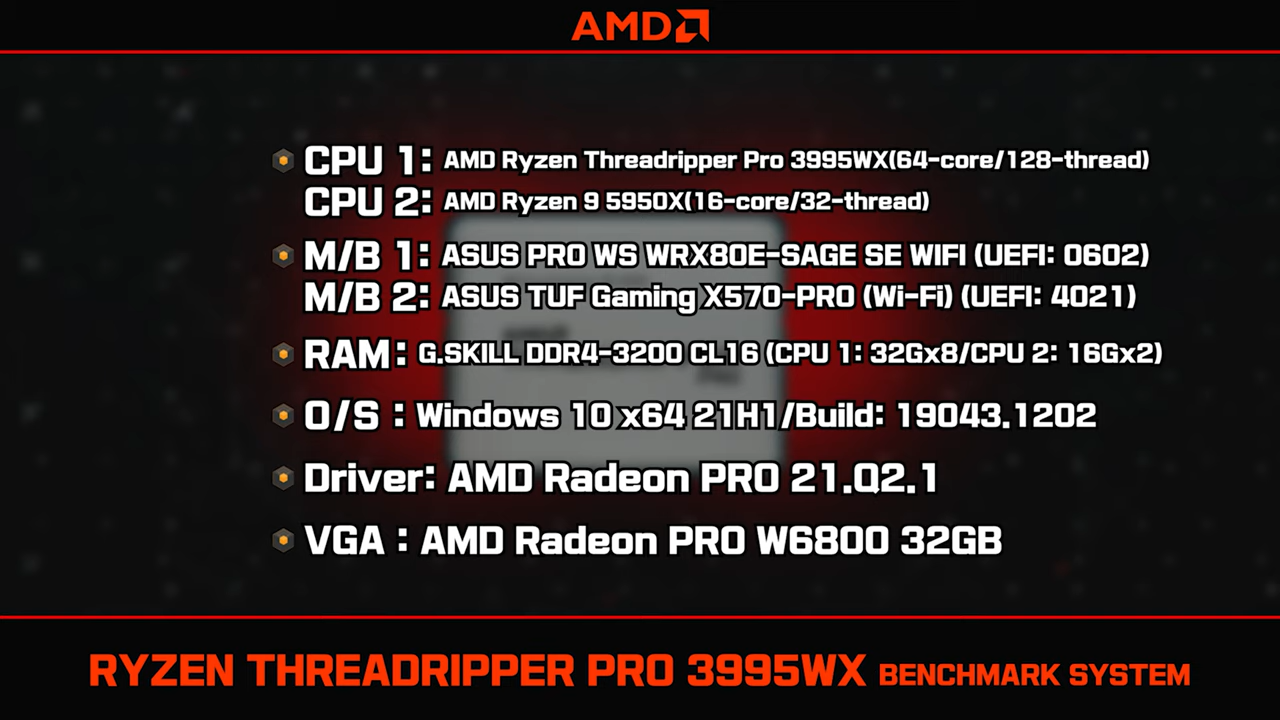 AMD
CPU 1: AMD Ryzen Threadripper Pro 3995WX(64-core/128-thread)
CPU 2: AMD Ryzen 9 5950X(16-core/32-thread)
M/B 1: ASUS PRO WS WRX80E-SAGE SE WIFI (UEFI: 0602)
M/B 2: ASUS TUF Gaming X570-PRO (Wi-Fi) (UEFI: 4021)
RAM: G.SKILL DDR4-3200 CL16 (CPU 1: 32Gx8/CPU 2: 16Gx2)
O/S : Windows 10 x64 21H1/Build: 19043.1202
Driver: AMD Radeon PRO 21.Q2.1
VGA : AMD Radeon PRO W6800 32GB
RYZEN THREADRIPPER PRO 3995WX BENCHMARK SYSTEM